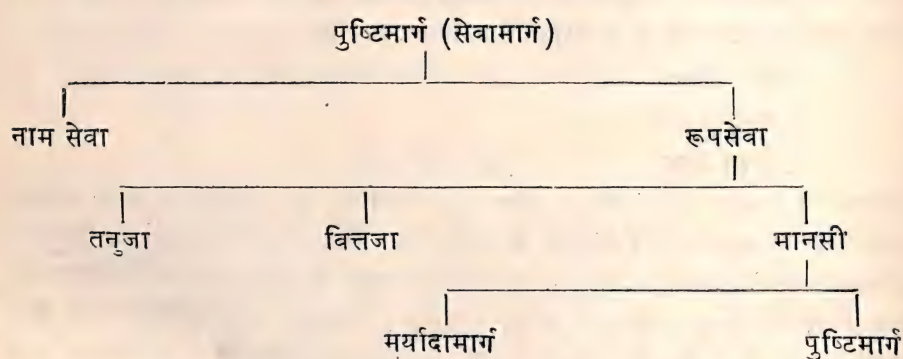 पुष्टिमार्ग (सेवामार्ग)
नाम सेवा रूपसेवा
तनुजा वित्तजा मानसी
मर्यादामार्ग पुष्टिमार्ग